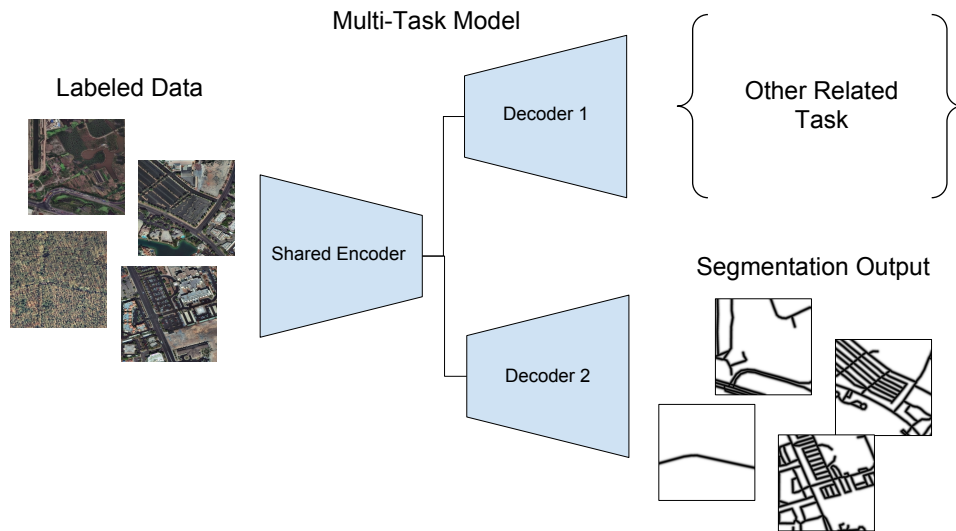 Multi-Task Model
Labeled Data
Decoder 1
Other Related
Task
Shared Encoder
Segmentation Output
Decoder 2